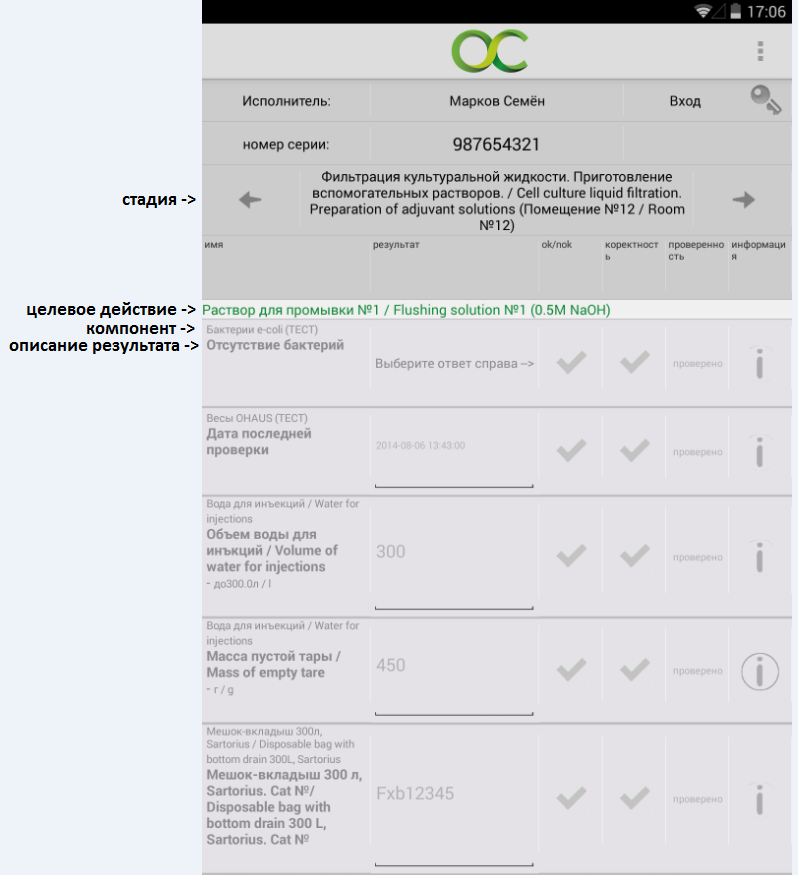 17:06
OC
Исполнитель: Марков Семён Вход
номер серии: 987654321
стадия ->
Фильтрация культуральной жидкости. Приготовление
вспомогательных растворов. / Cell culture liquid filtration.
Preparation of adjuvant solutions (Помещение №12 / Room
№12)
имя результат ok/nok коректност
ь проверенно
сть информаци
я
целевое действие -> Раствор для промывки №1 / Flushing solution №1 (0.5M NaOH)
компонент -> Бактерии e-coli (ТЕСТ)
описание результата -> Отсутствие бактерий
Выберите ответ справа --> проверено
Весы OHAUS (ТЕСТ)
Дата последней
проверки
2014-08-06 13:43:00 проверено
Вода для инъекций / Water for
injections
Объем воды для
инъкций / Volume of
water for injections
- до300.0л / l
300 проверено
Вода для инъекций / Water for
injections
Масса пустой тары /
Mass of empty tare
- г / g
450 проверено
Мешок-вкладыш 300л,
Sartorius / Disposable bag with
bottom drain 300L, Sartorius
Мешок-вкладыш 300 л,
Sartorius. Cat №/
Disposable bag with
bottom drain 300 L,
Sartorius. Cat №
Fxb12345 проверено